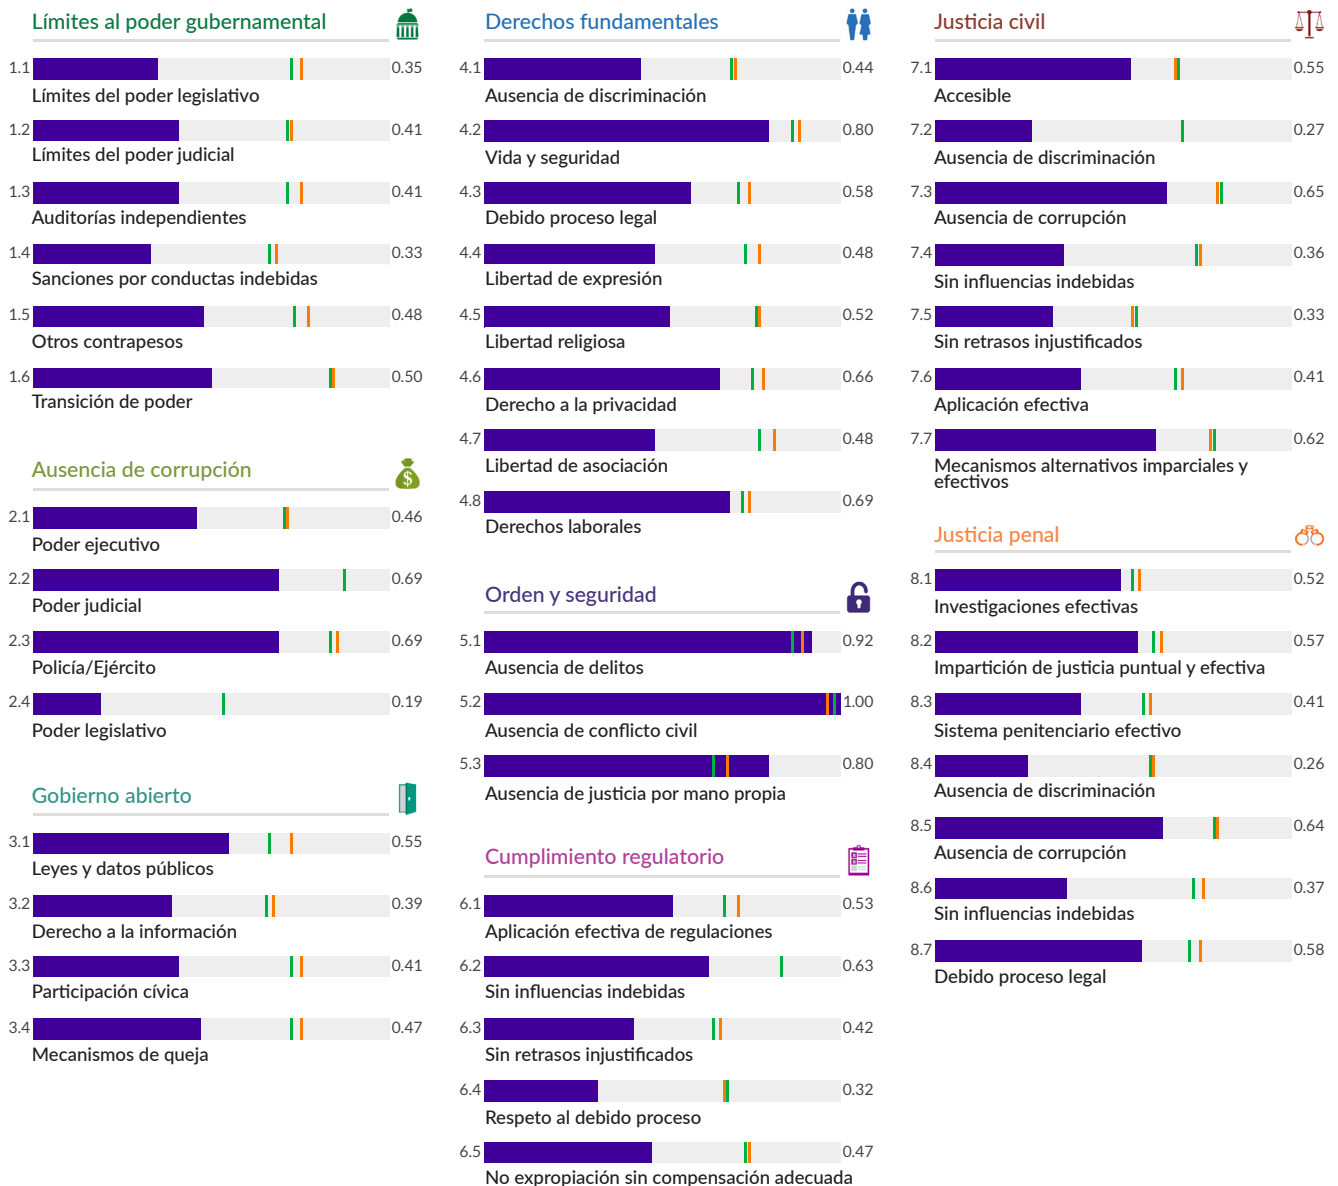 Límites al poder gubernamental
1.1 0.35
Límites del poder legislativo
1.2 0.41
Límites del poder judicial
1.3 0.41
Auditorías independientes
1.4 0.33
Sanciones por conductas indebidas
1.5 0.48
Otros contrapesos
1.6 0.50
Transición de poder
Ausencia de corrupción
$
2.1 0.46
Poder ejecutivo
2.2 0.69
Poder judicial
2.3 0.69
Policía/Ejército
2.4 0.19
Poder legislativo
Gobierno abierto
3.1 0.55
Leyes y datos públicos
3.2 0.39
Derecho a la información
3.3 0.41
Participación cívica
3.4 0.47
Mecanismos de queja
Derechos fundamentales
4.1 0.44
Ausencia de discriminación
4.2 0.80
Vida y seguridad
4.3 0.58
Debido proceso legal
4.4 0.48
Libertad de expresión
4.5 0.52
Libertad religiosa
4.6 0.66
Derecho a la privacidad
4.7 0.48
Libertad de asociación
4.8 0.69
Derechos laborales
Orden y seguridad
5.1 0.92
Ausencia de delitos
5.2 1.00
Ausencia de conflicto civil
5.3 0.80
Ausencia de justicia por mano propia
Cumplimiento regulatorio
6.1 0.53
Aplicación efectiva de regulaciones
6.2 0.63
Sin influencias indebidas
6.3 0.42
Sin retrasos injustificados
6.4 0.32
Respeto al debido proceso
6.5 0.47
No expropiación sin compensación adecuada
Justicia civil
7.1 0.55
Accesible
7.2 0.27
Ausencia de discriminación
7.3 0.65
Ausencia de corrupción
7.4 0.36
Sin influencias indebidas
7.5 0.33
Sin retrasos injustificados
7.6 0.41
Aplicación efectiva
7.7 0.62
Mecanismos alternativos imparciales y
efectivos
Justicia penal
8.1 0.52
Investigaciones efectivas
8.2 0.57
Impartición de justicia puntual y efectiva
8.3 0.41
Sistema penitenciario efectivo
8.4 0.26
Ausencia de discriminación
8.5 0.64
Ausencia de corrupción
8.6 0.37
Sin influencias indebidas
8.7 0.58
Debido proceso legal